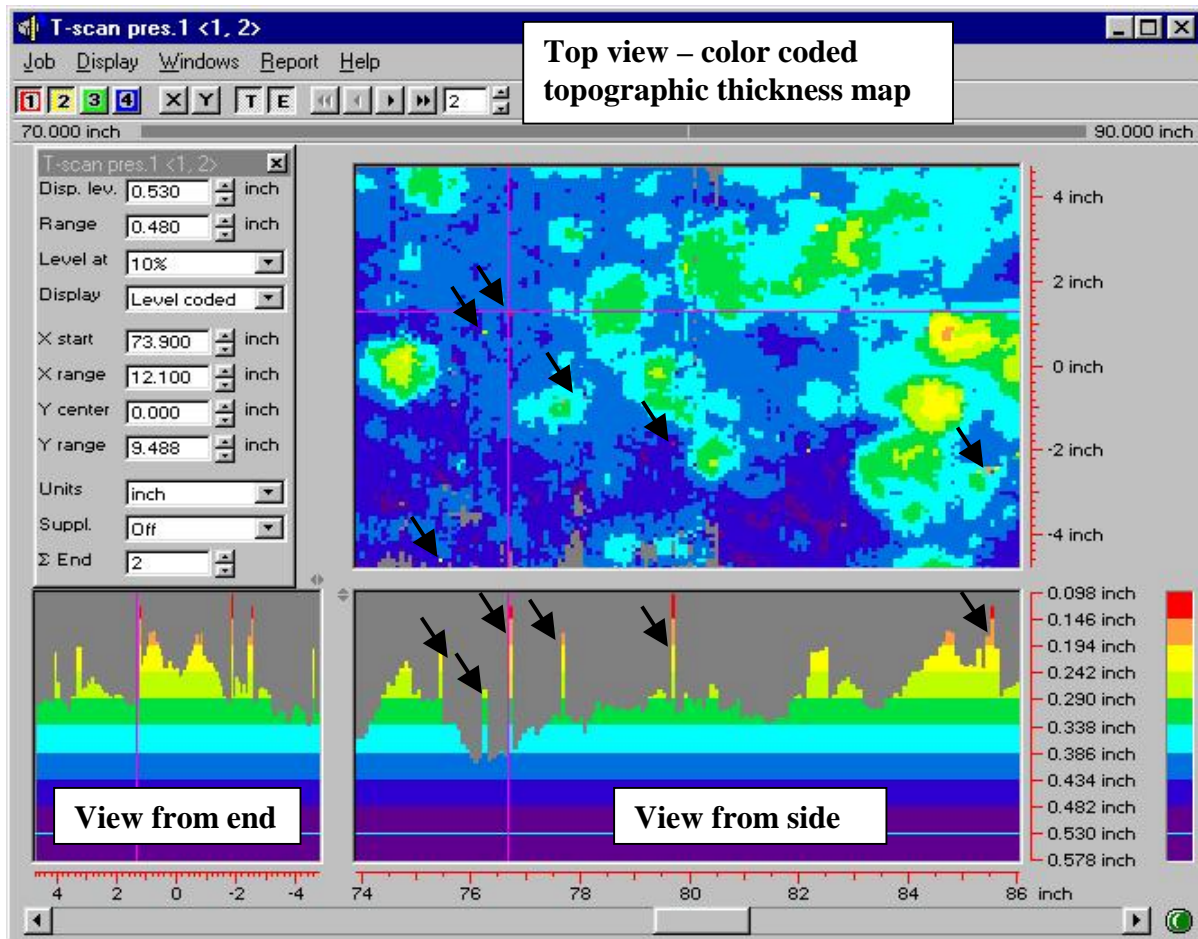 T-scan pres.1 <1, 2>
Job Display Windows Report Help
Top view – color coded
topographic thickness map
1 2 3 4 X Y T E 2
70.000 inch 90.000 inch
T-scan pres.1 <1, 2>
Disp. lev. 0.530 inch
Range 0.480 inch
Level at 10%
Display Level coded
X start 73.900 inch
X range 12.100 inch
Y center 0.000 inch
Y range 9.488 inch
Units inch
Suppl. Off
Σ End 2
4 inch
2 inch
0 inch
-2 inch
-4 inch
0.098 inch
0.146 inch
0.194 inch
0.242 inch
0.290 inch
0.338 inch
0.386 inch
0.434 inch
0.482 inch
0.530 inch
0.578 inch
View from end
View from side
4 2 0 -2 -4
74 76 78 80 82 84 86 inch